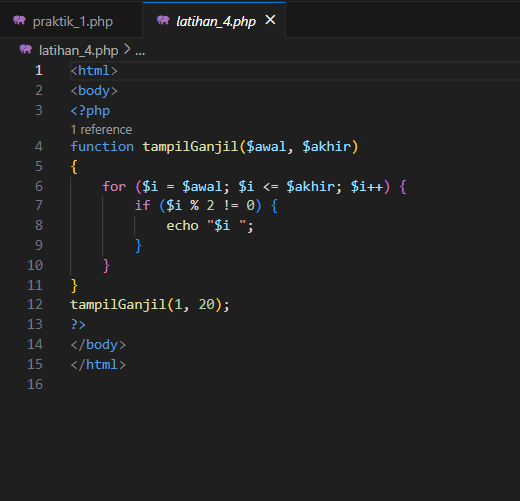 praktik_1.php latihan_4.php ✕
latihan_4.php > ...
1 <html>
2 <body>
3 <?php
1 reference
4 function tampilGanjil($awal, $akhir)
5 {
6     for ($i = $awal; $i <= $akhir; $i++) {
7         if ($i % 2 != 0) {
8             echo "$i ";
9         }
10     }
11 }
12 tampilGanjil(1, 20);
13 ?>
14 </body>
15 </html>
16